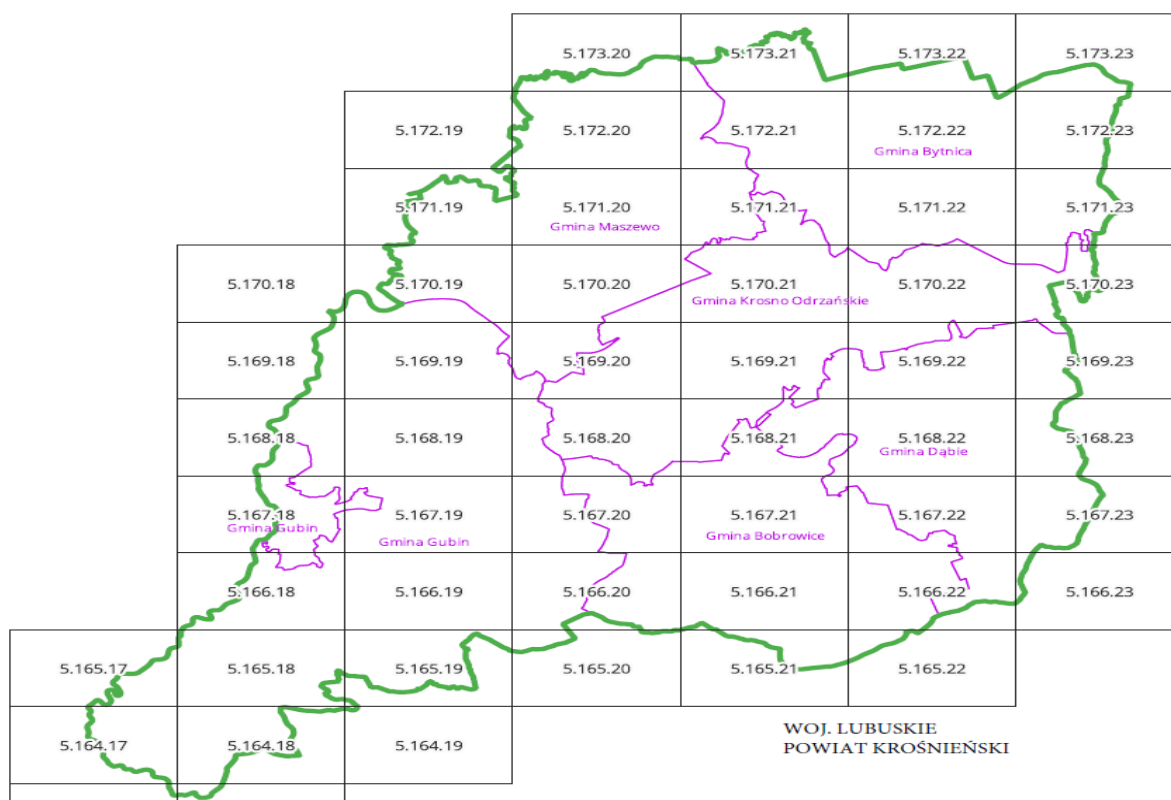 5.173.20 5.173.21 5.173.22 5.173.23
5.172.19 5.172.20 5.172.21 5.172.22 5.172.23
Gmina Bytnica
5.171.19 5.171.20 5.171.21 5.171.22 5.171.23
Gmina Maszewo
5.170.18 5.170.19 5.170.20 5.170.21 5.170.22 5.170.23
Gmina Krosno Odrzańskie
5.169.18 5.169.19 5.169.20 5.169.21 5.169.22 5.169.23
5.168.18 5.168.19 5.168.20 5.168.21 5.168.22 5.168.23
Gmina Dąbie
5.167.18 5.167.19 5.167.20 5.167.21 5.167.22 5.167.23
Gmina Gubin Gmina Gubin Gmina Bobrowice
5.166.18 5.166.19 5.166.20 5.166.21 5.166.22 5.166.23
5.165.17 5.165.18 5.165.19 5.165.20 5.165.21 5.165.22
5.164.17 5.164.18 5.164.19
WOJ. LUBUSKIE
POWIAT KROŚNIEŃSKI